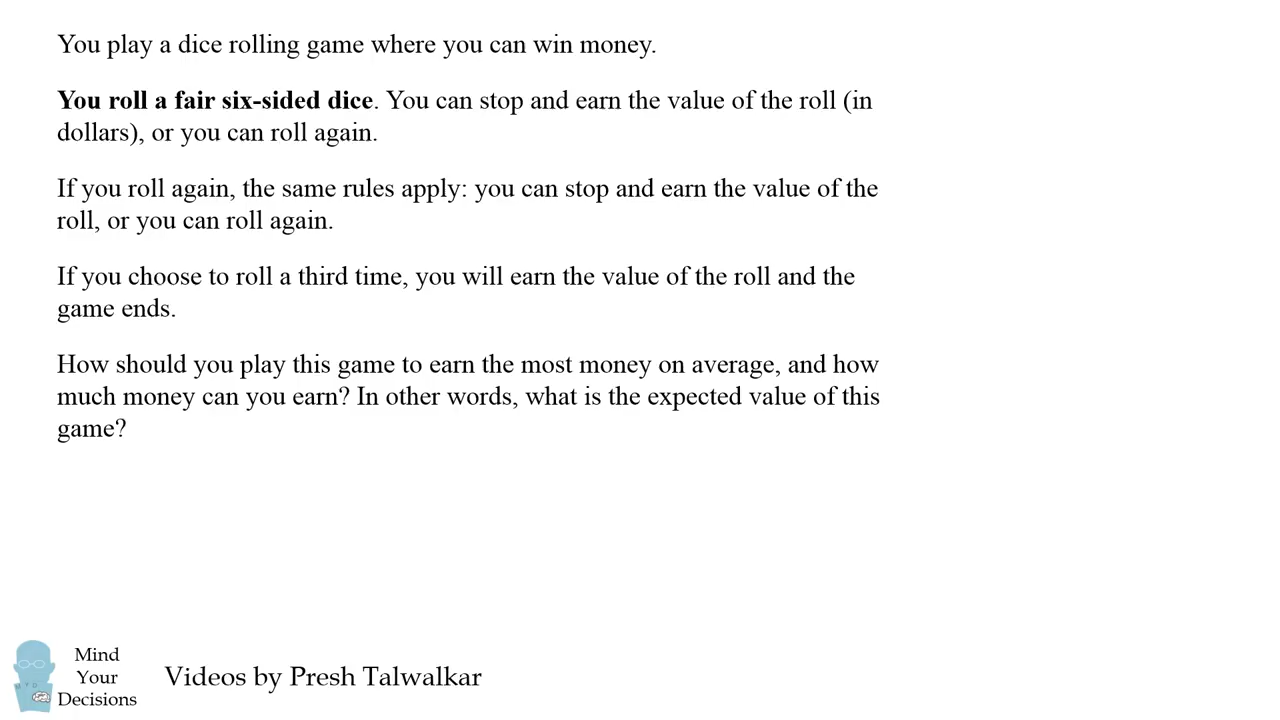 You play a dice rolling game where you can win money.
You roll a fair six-sided dice. You can stop and earn the value of the roll (in
dollars), or you can roll again.
If you roll again, the same rules apply: you can stop and earn the value of the
roll, or you can roll again.
If you choose to roll a third time, you will earn the value of the roll and the
game ends.
How should you play this game to earn the most money on average, and how
much money can you earn? In other words, what is the expected value of this
game?
Mind
Your
Decisions
Videos by Presh Talwalkar